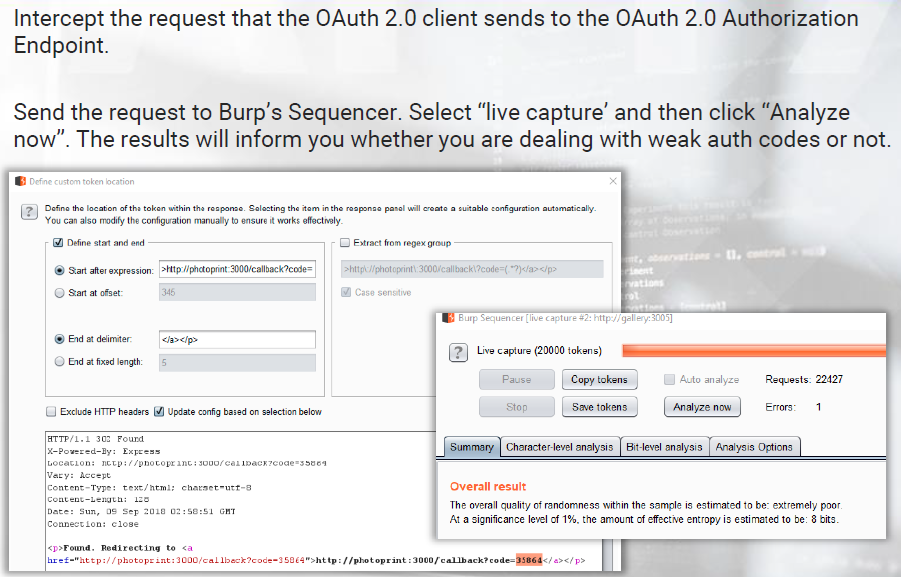 Intercept the request that the OAuth 2.0 client sends to the OAuth 2.0 Authorization
Endpoint.
Send the request to Burp's Sequencer. Select “live capture’ and then click “Analyze
now”. The results will inform you whether you are dealing with weak auth codes or not.
Define custom token location
Define the location of the token within the response. Selecting the item in the response panel will create a suitable configuration automatically.
You can also modify the configuration manually to ensure it works effectively.
Define start and end
Start after expression: >http://photoprint:3000/callback?code=
Start at offset: 345
End at delimiter: </a></p>
End at fixed length: 5
Extract from regex group
>http\://photoprint\:3000/callback\?code=(.*?)</a></p>
Case sensitive
Exclude HTTP headers Update config based on selection below
HTTP/1.1 302 Found
X-Powered-By: Express
Location: http://photoprint:3000/callback?code=35864
Vary: Accept
Content-Type: text/html; charset=utf-8
Content-Length: 128
Date: Sun, 09 Sep 2018 02:58:51 GMT
Connection: close
<p>Found. Redirecting to <a
href="http://photoprint:3000/callback?code=35864">http://photoprint:3000/callback?code=35864</a></p>
Burp Sequencer [live capture #2: http://gallery:3005]
Live capture (20000 tokens)
Pause Copy tokens Auto analyze Requests: 22427
Stop Save tokens Analyze now Errors: 1
Summary Character-level analysis Bit-level analysis Analysis Options
Overall result
The overall quality of randomness within the sample is estimated to be: extremely poor.
At a significance level of 1%, the amount of effective entropy is estimated to be: 8 bits.